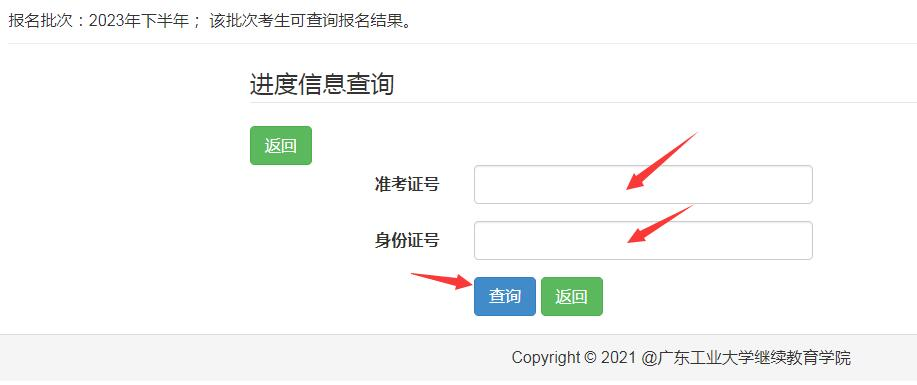 报名批次：2023年下半年； 该批次考生可查询报名结果。
进度信息查询
返回
准考证号
身份证号
查询 返回
Copyright © 2021 @广东工业大学继续教育学院